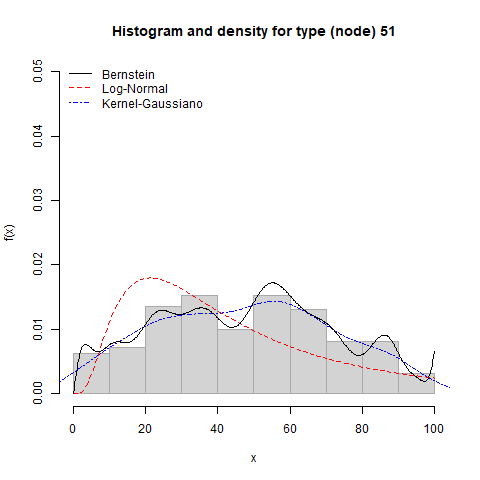 Histogram and density for type (node) 51
Bernstein
Log-Normal
Kernel-Gaussiano
0.05
0.04
0.03
0.02
0.01
0.00
f(x)
0 20 40 60 80 100
x